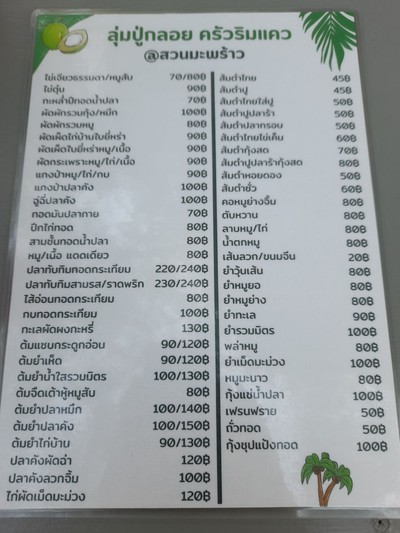 ลุ่มปู่กลอย ครัวริมแคว
@สวนมะพร้าว
ไข่เจียวธรรมดา/หมูสับ 70/80฿
ไข่ตุ๋น 90฿
กะหล่ำปีทอดน้ำปลา 70฿
ผัดผักรวมกุ้ง/หมึก 100฿
ผัดผักรวมหมู 80฿
ผัดเผ็ดไก่บ้านใบยี่หร่า 90฿
ผัดเผ็ดใบยี่หร่าหมู/เนื้อ 90฿
ผัดกระเพราะหมู/ไก่/เนื้อ 90฿
แกงป่าหมู/ไก่/กบ 90฿
แกงป่าปลาคัง 100฿
ฉู่ฉี่ปลาคัง 100฿
ทอดมันปลากาย 70฿
ปีกไก่ทอด 80฿
สามชั้นทอดน้ำปลา 80฿
หมู/เนื้อ แดดเดียว 80฿
ปลาทับทิมทอดกระเทียม 220/240฿
ปลาทับทิมสามรส/ราดพริก 230/240฿
ไส้อ่อนทอดกระเทียม 80฿
กบทอดกระเทียม 100฿
ทะเลผัดผงกะหรี่ 130฿
ต้มแซบกระดูกอ่อน 90/120฿
ต้มยำเห็ด 90/120฿
ต้มยำน้ำใสรวมมิตร 100/130฿
ต้มจืดเต้าหู้หมูสับ 80฿
ต้มยำปลาหมึก 100/140฿
ต้มยำปลาคัง 100/150฿
ต้มยำไก่บ้าน 90/130฿
ปลาคังผัดฉ่า 120฿
ปลาคังลวกจิ้ม 100฿
ไก่ผัดเม็ดมะม่วง 120฿
ส้มตำไทย 45฿
ส้มตำปู 45฿
ส้มตำไทยใส่ปู 50฿
ส้มตำปูปลาร้า 50฿
ส้มตำปลากรอบ 50฿
ส้มตำไทยไข่เค็ม 60฿
ส้มตำกุ้งสด 70฿
ส้มตำปูปลาร้ากุ้งสด 80฿
ส้มตำหอยดอง 50฿
ส้มตำซั่ว 60฿
คอหมูย่างจิ้ม 80฿
ตับหวาน 80฿
ลาบหมู/ไก่ 80฿
น้ำตกหมู 80฿
เส้นลวก/ขนมจีน 20฿
ยำวุ้นเส้น 80฿
ยำหมูยอ 80฿
ยำหมูย่าง 80฿
ยำทะเล 90฿
ยำรวมมิตร 100฿
พล่าหมู 80฿
ยำเม็ดมะม่วง 100฿
หมูมะนาว 80฿
กุ้งแช่น้ำปลา 100฿
เฟรนฟราย 50฿
ถั่วทอด 50฿
กุ้งชุปแป้งทอด 100฿